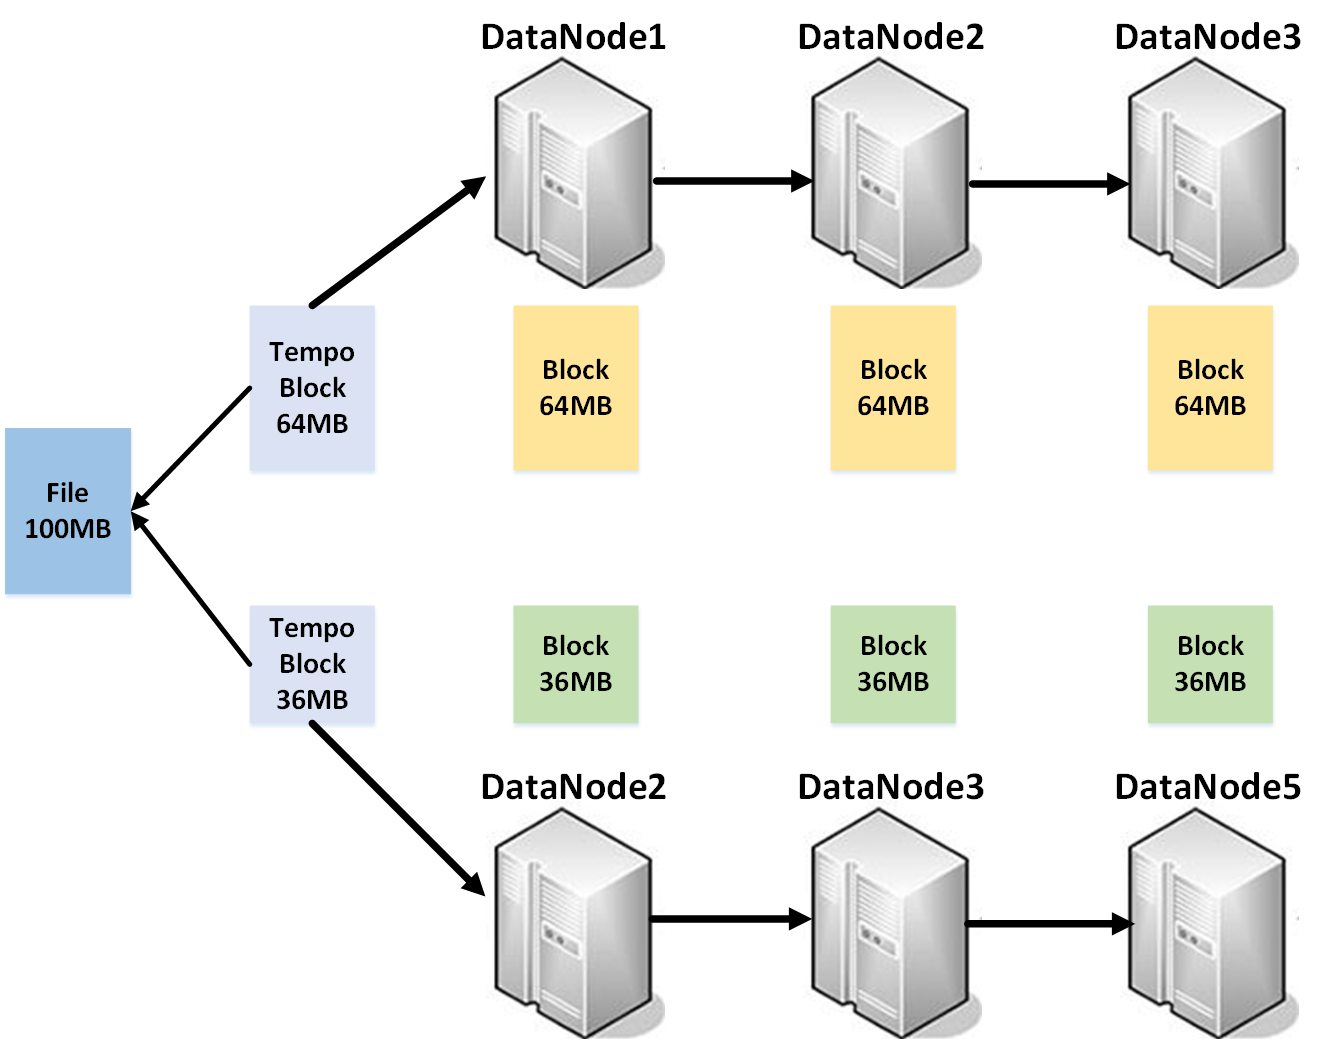 DataNode1
DataNode2
DataNode3
Tempo
Block
64MB
Block
64MB
Block
64MB
Block
64MB
File
100MB
Tempo
Block
36MB
Block
36MB
Block
36MB
Block
36MB
DataNode2
DataNode3
DataNode5